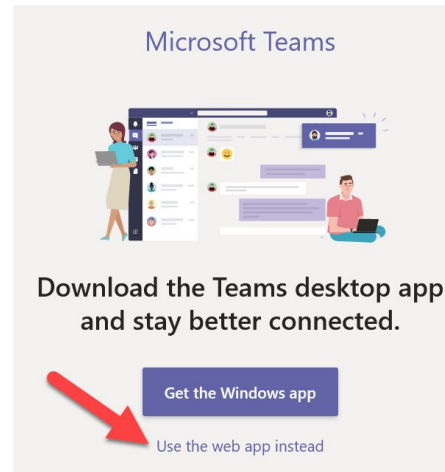 Microsoft Teams
Download the Teams desktop app
and stay better connected.
Get the Windows app
Use the web app instead